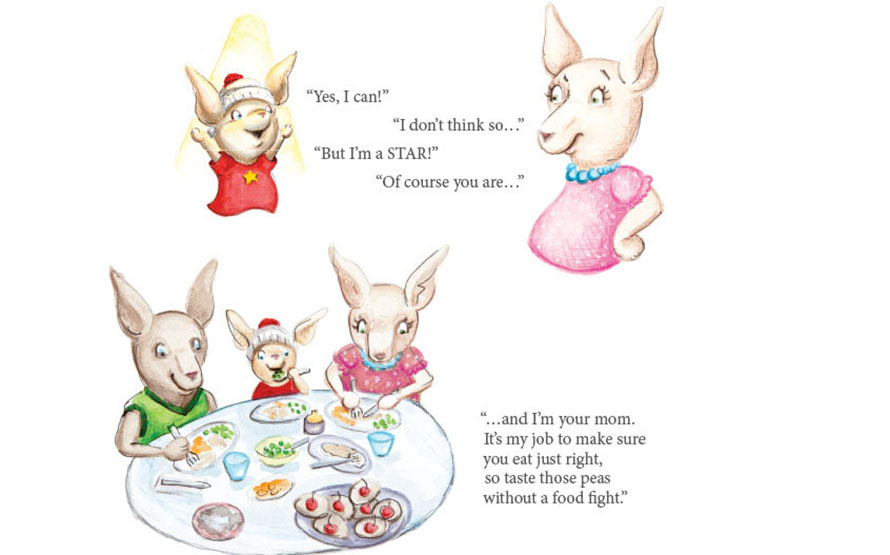 “Yes, I can!”
“I don’t think so…”
“But I’m a STAR!”
“Of course you are…”
“…and I’m your mom.
It’s my job to make sure
you eat just right,
so taste those peas
without a food fight.”